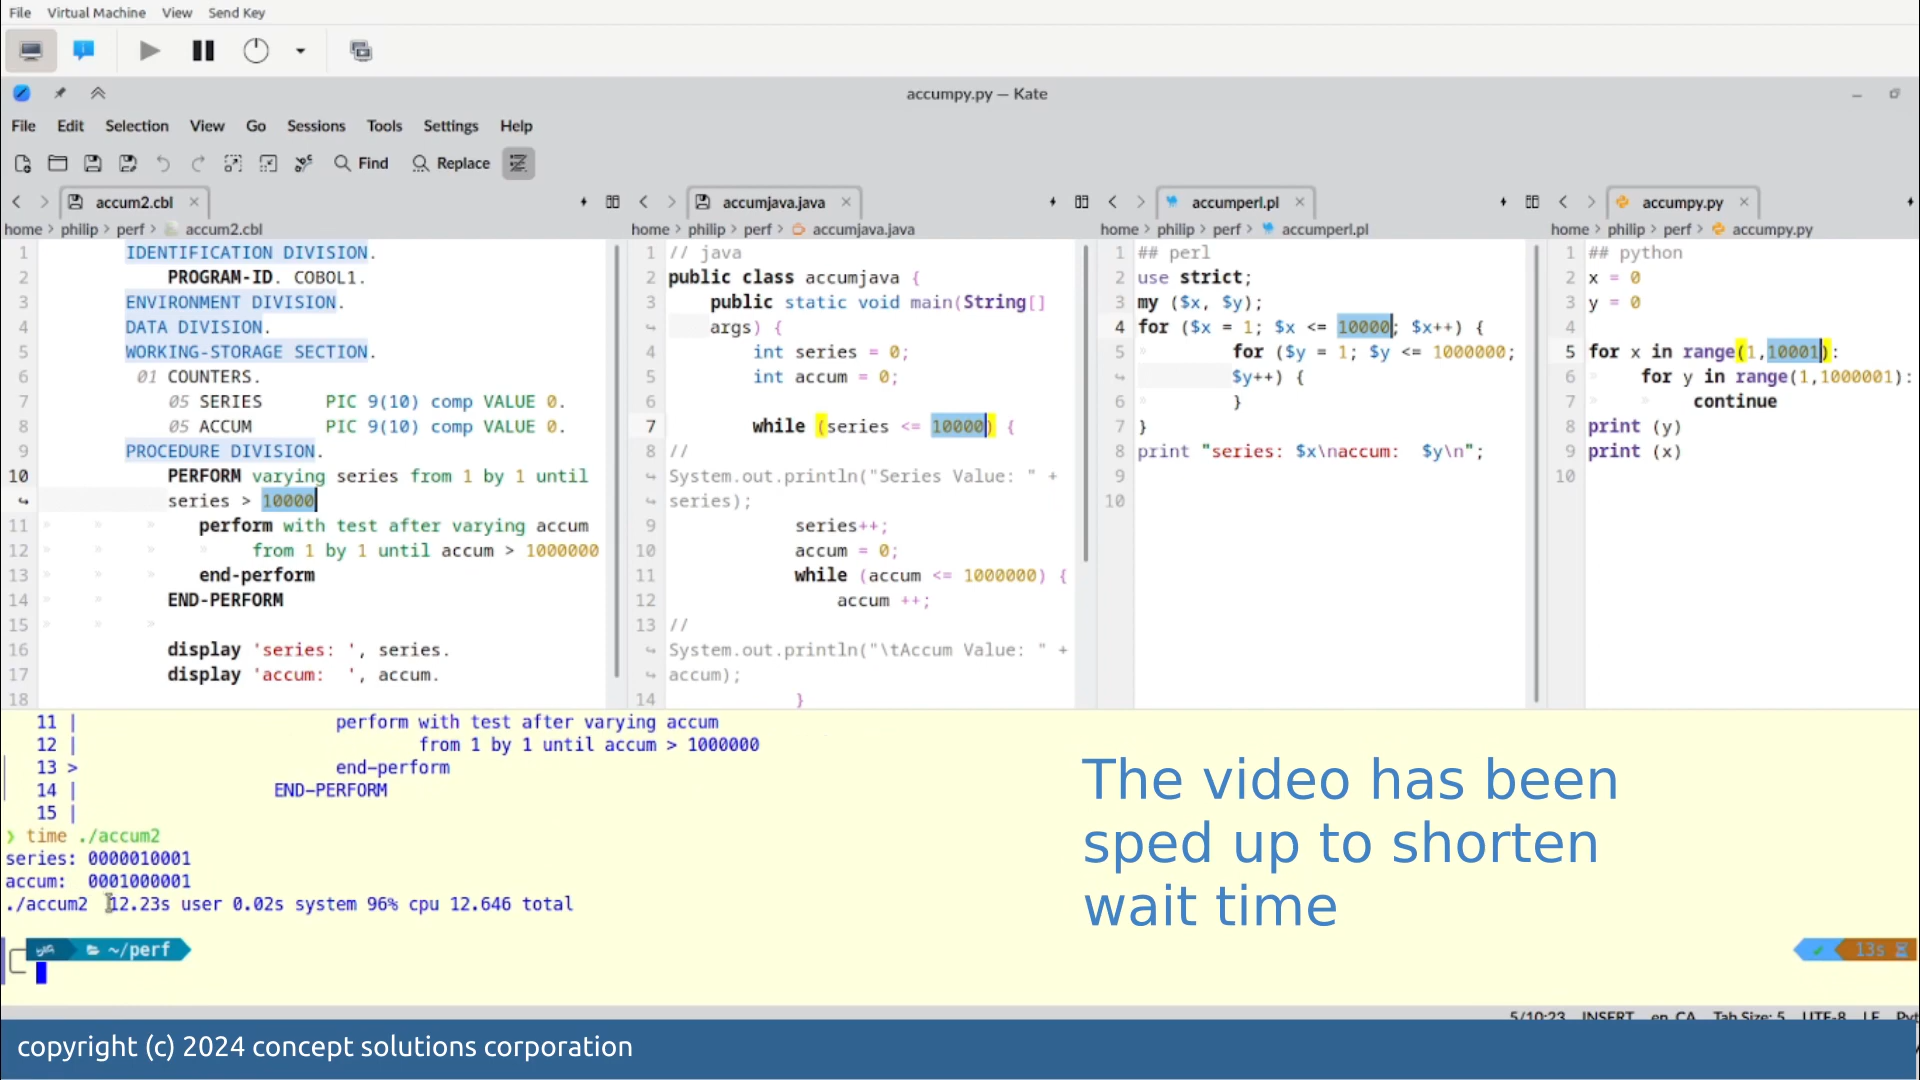 File Virtual Machine View Send Key
accumpy.py — Kate
File Edit Selection View Go Sessions Tools Settings Help
Find Replace
accum2.cbl
home > philip > perf > accum2.cbl
1 IDENTIFICATION DIVISION.
2 PROGRAM-ID. COBOL1.
3 ENVIRONMENT DIVISION.
4 DATA DIVISION.
5 WORKING-STORAGE SECTION.
6 01 COUNTERS.
7 05 SERIES PIC 9(10) comp VALUE 0.
8 05 ACCUM PIC 9(10) comp VALUE 0.
9 PROCEDURE DIVISION.
10 PERFORM varying series from 1 by 1 until
series > 10000
11 perform with test after varying accum
12 from 1 by 1 until accum > 1000000
13 end-perform
14 END-PERFORM
15
16 display 'series: ', series.
17 display 'accum:  ', accum.
18
accumjava.java
home > philip > perf > accumjava.java
1 // java
2 public class accumjava {
3 public static void main(String[]
args) {
4 int series = 0;
5 int accum = 0;
6
7 while (series <= 10000) {
8 //
System.out.println("Series Value: " +
series);
9 series++;
10 accum = 0;
11 while (accum <= 1000000) {
12 accum ++;
13 //
System.out.println("\tAccum Value: " +
accum);
14 }
accumperl.pl
home > philip > perf > accumperl.pl
1 ## perl
2 use strict;
3 my ($x, $y);
4 for ($x = 1; $x <= 10000; $x++) {
5 for ($y = 1; $y <= 1000000;
$y++) {
6 }
7 }
8 print "series: $x\naccum:  $y\n";
9
10
accumpy.py
home > philip > perf > accumpy.py
1 ## python
2 x = 0
3 y = 0
4
5 for x in range(1,10001):
6 for y in range(1,1000001):
7 continue
8 print (y)
9 print (x)
10
11 | perform with test after varying accum
12 | from 1 by 1 until accum > 1000000
13 > end-perform
14 | END-PERFORM
15 |
❯ time ./accum2
series: 0000010001
accum:  0001000001
./accum2 12.23s user 0.02s system 96% cpu 12.646 total
~/perf
13s
The video has been
sped up to shorten
wait time
5/10:23 INSERT en_CA Tab Size: 5 UTF-8 LF
copyright (c) 2024 concept solutions corporation